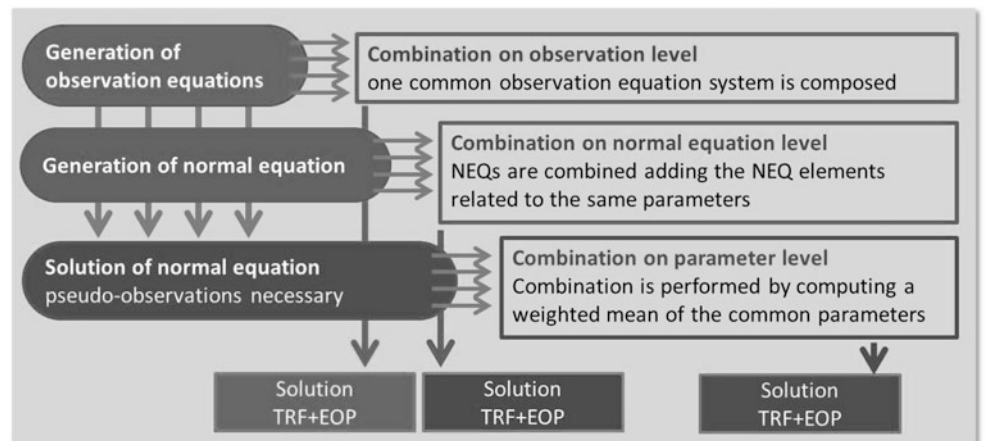 Generation of
observation equations
Combination on observation level
one common observation equation system is composed
Generation of normal equation
Combination on normal equation level
NEQs are combined adding the NEQ elements
related to the same parameters
Solution of normal equation
pseudo-observations necessary
Combination on parameter level
Combination is performed by computing a
weighted mean of the common parameters
Solution
TRF+EOP
Solution
TRF+EOP
Solution
TRF+EOP